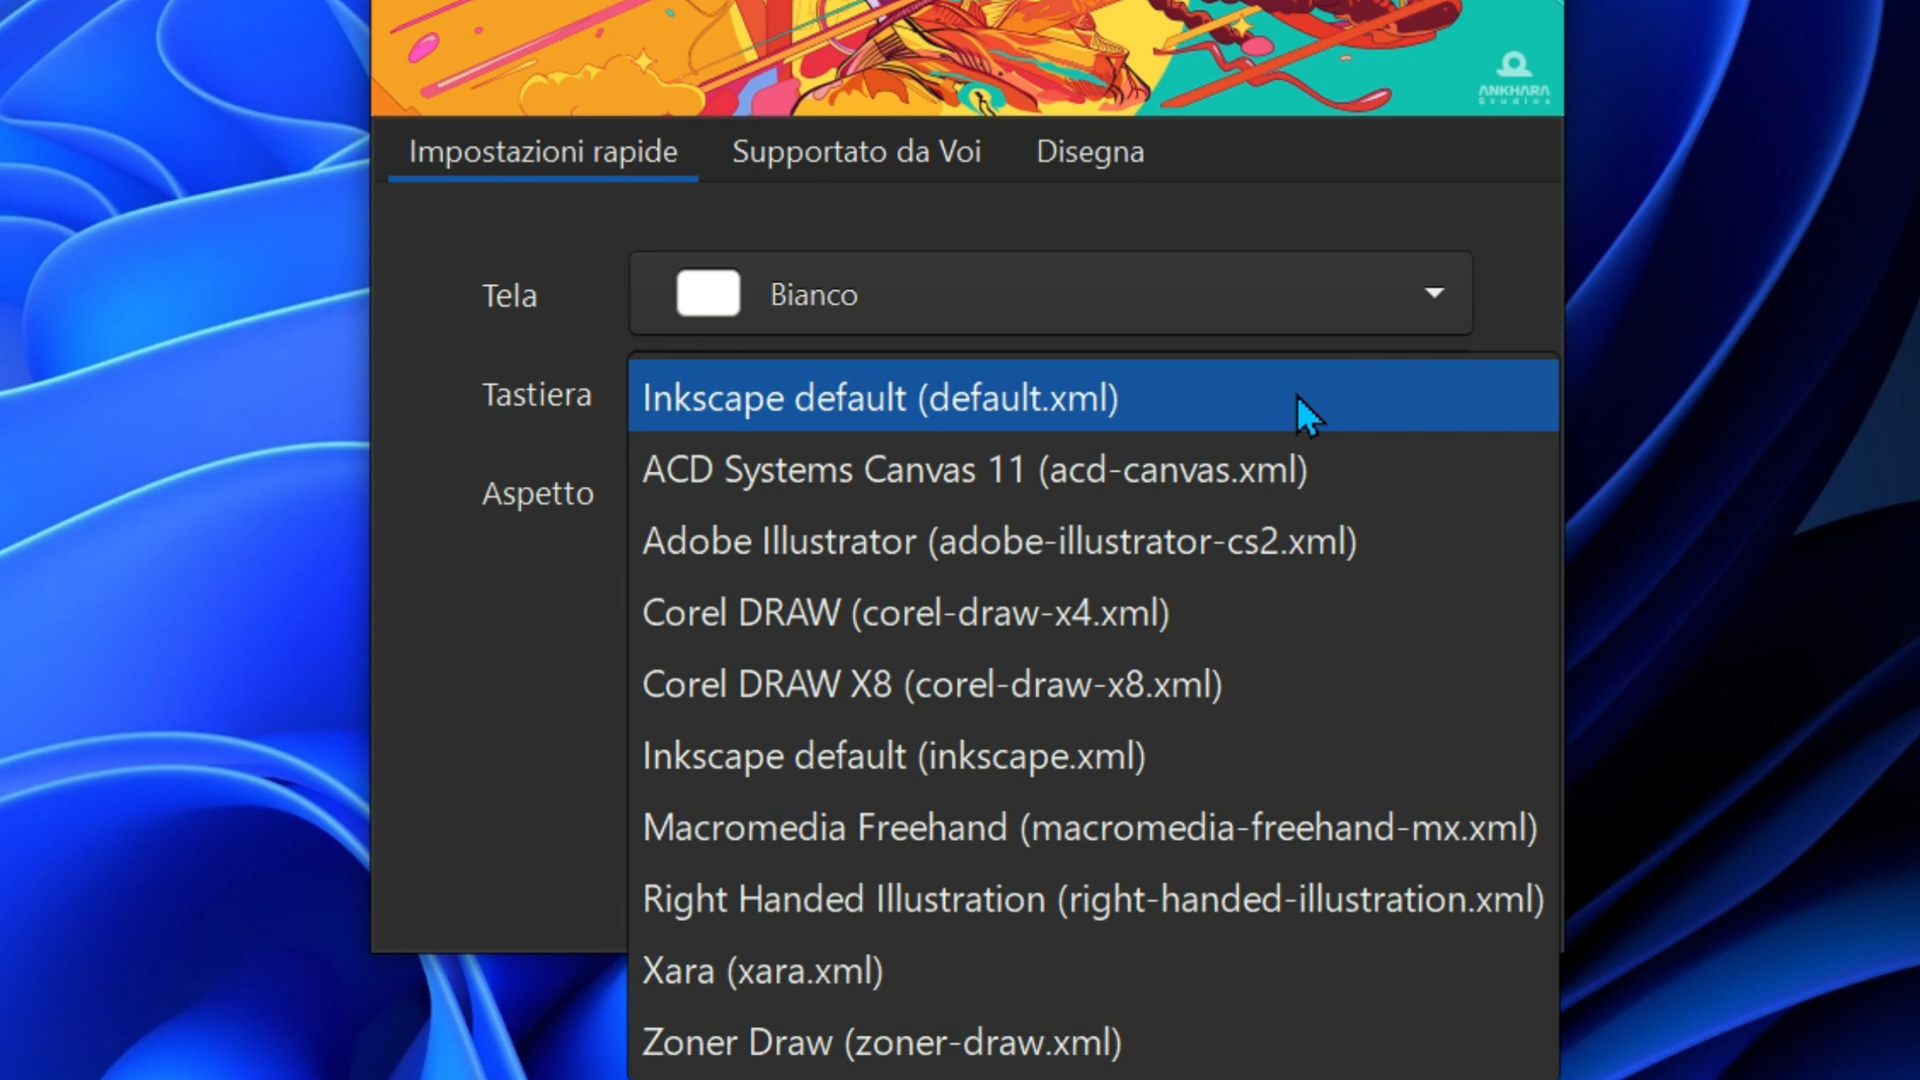 ANKHARA
Studios
Impostazioni rapide
Supportato da Voi
Disegna
Tela
Bianco
Tastiera
Inkscape default (default.xml)
ACD Systems Canvas 11 (acd-canvas.xml)
Aspetto
Adobe Illustrator (adobe-illustrator-cs2.xml)
Corel DRAW (corel-draw-x4.xml)
Corel DRAW X8 (corel-draw-x8.xml)
Inkscape default (inkscape.xml)
Macromedia Freehand (macromedia-freehand-mx.xml)
Right Handed Illustration (right-handed-illustration.xml)
Xara (xara.xml)
Zoner Draw (zoner-draw.xml)